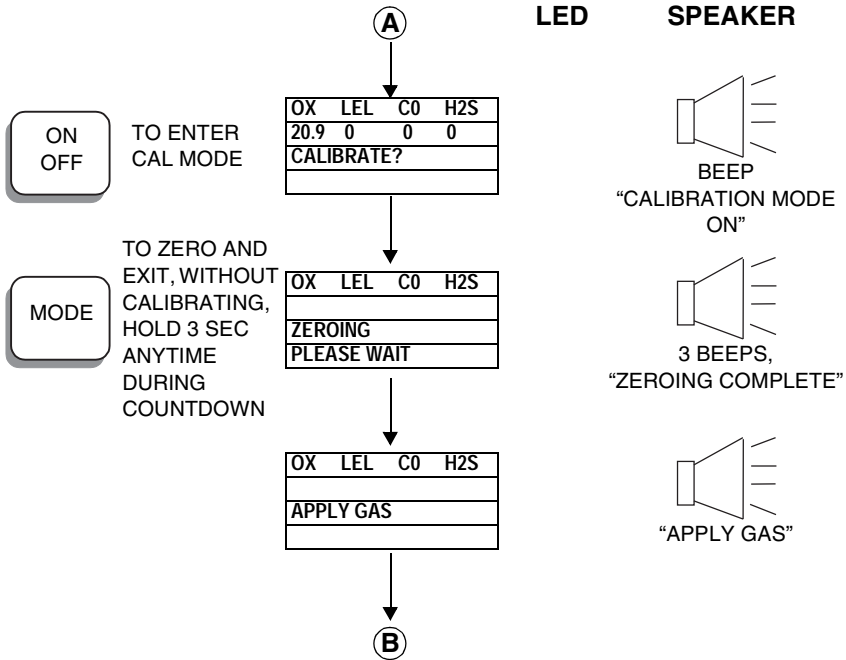 A
LED SPEAKER
ON
OFF
TO ENTER
CAL MODE
OX LEL C0 H2S
20.9 0 0 0
CALIBRATE?
BEEP
“CALIBRATION MODE
ON”
MODE
TO ZERO AND
EXIT, WITHOUT
CALIBRATING,
HOLD 3 SEC
ANYTIME
DURING
COUNTDOWN
OX LEL C0 H2S
ZEROING
PLEASE WAIT
3 BEEPS,
“ZEROING COMPLETE”
OX LEL C0 H2S
APPLY GAS
“APPLY GAS”
B